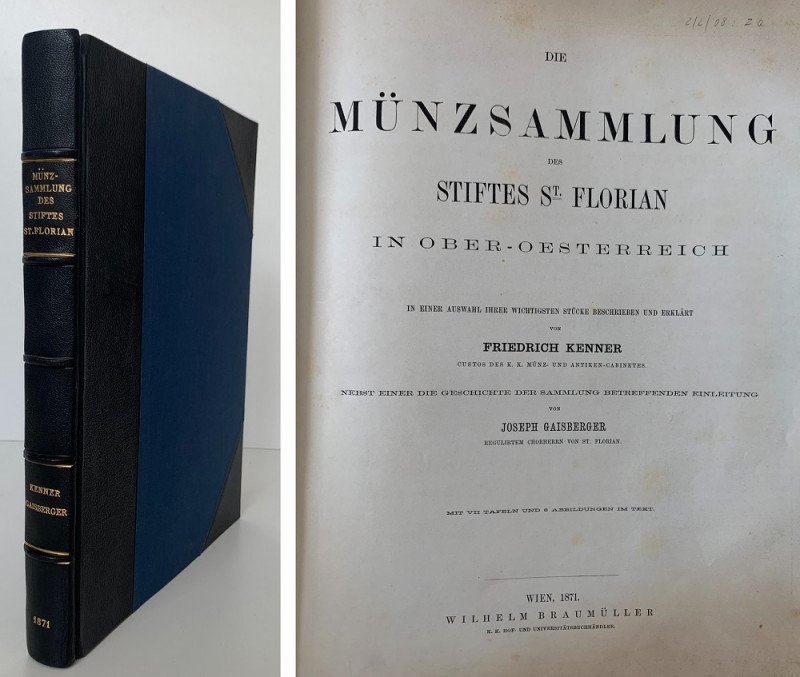 MÜNZ-
SAMMLUNG
DES
STIFTES
ST. FLORIAN
KENNER
GAISBERGER
1871
DIE
MÜNZSAMMLUNG
DES
STIFTES ST. FLORIAN
IN OBER-OESTERREICH
IN EINER AUSWAHL IHRER WICHTIGSTEN STÜCKE BESCHRIEBEN UND ERKLÄRT
VON
FRIEDRICH KENNER
CUSTOS DES K. K. MÜNZ- UND ANTIKEN-CABINETES.
NEBST EINER DIE GESCHICHTE DER SAMMLUNG BETREFFENDEN EINLEITUNG
VON
JOSEPH GAISBERGER
REGULIRTEM CHORHERRN VON ST. FLORIAN.
MIT VII TAFELN UND 8 ABBILDUNGEN IM TEXT.
WIEN, 1871.
WILHELM BRAUMÜLLER
K. K. HOF- UND UNIVERSITÄTSBUCHHÄNDLER.